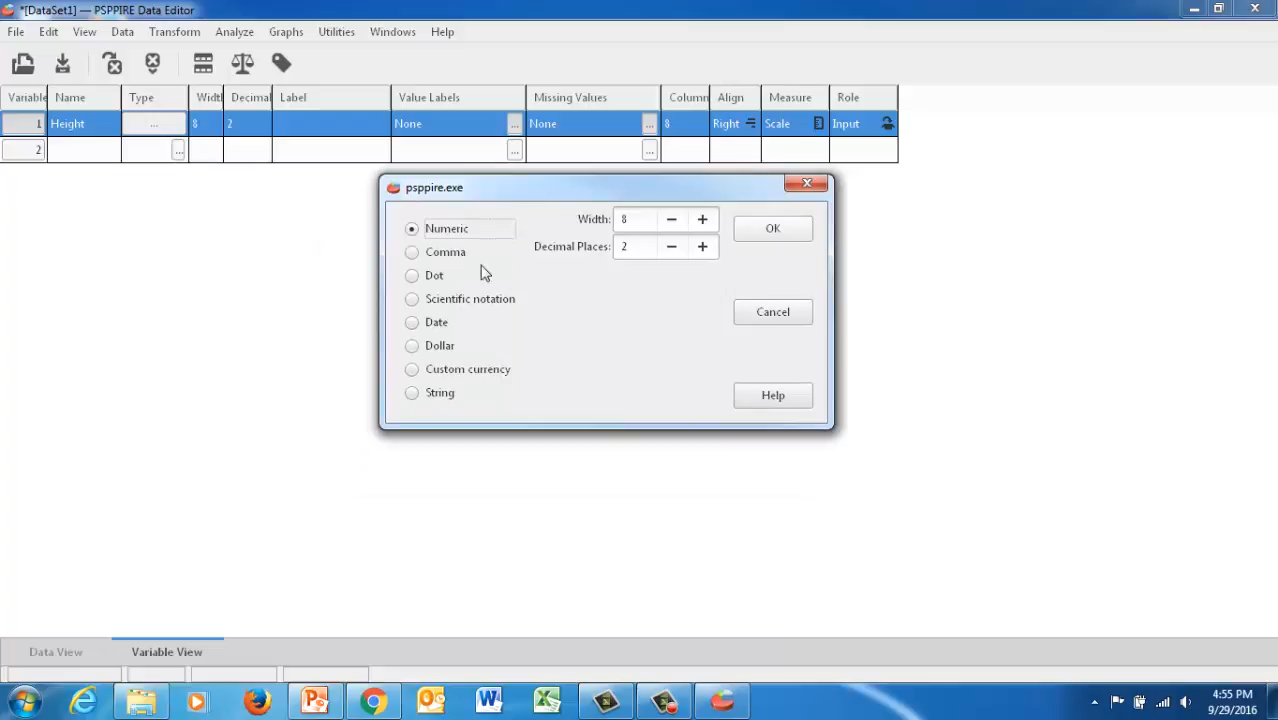 *[DataSet1] — PSPPIRE Data Editor
File Edit View Data Transform Analyze Graphs Utilities Windows Help
Variable Name Type Width Decimal Label Value Labels Missing Values Column Align Measure Role
1 Height ... 8 2 None ... None ... 8 Right Scale Input
2 ... ... ...
psppire.exe
Numeric Width: 8 − + OK
Comma Decimal Places: 2 − +
Dot
Scientific notation Cancel
Date
Dollar
Custom currency
String Help
Data View Variable View
4:55 PM
9/29/2016